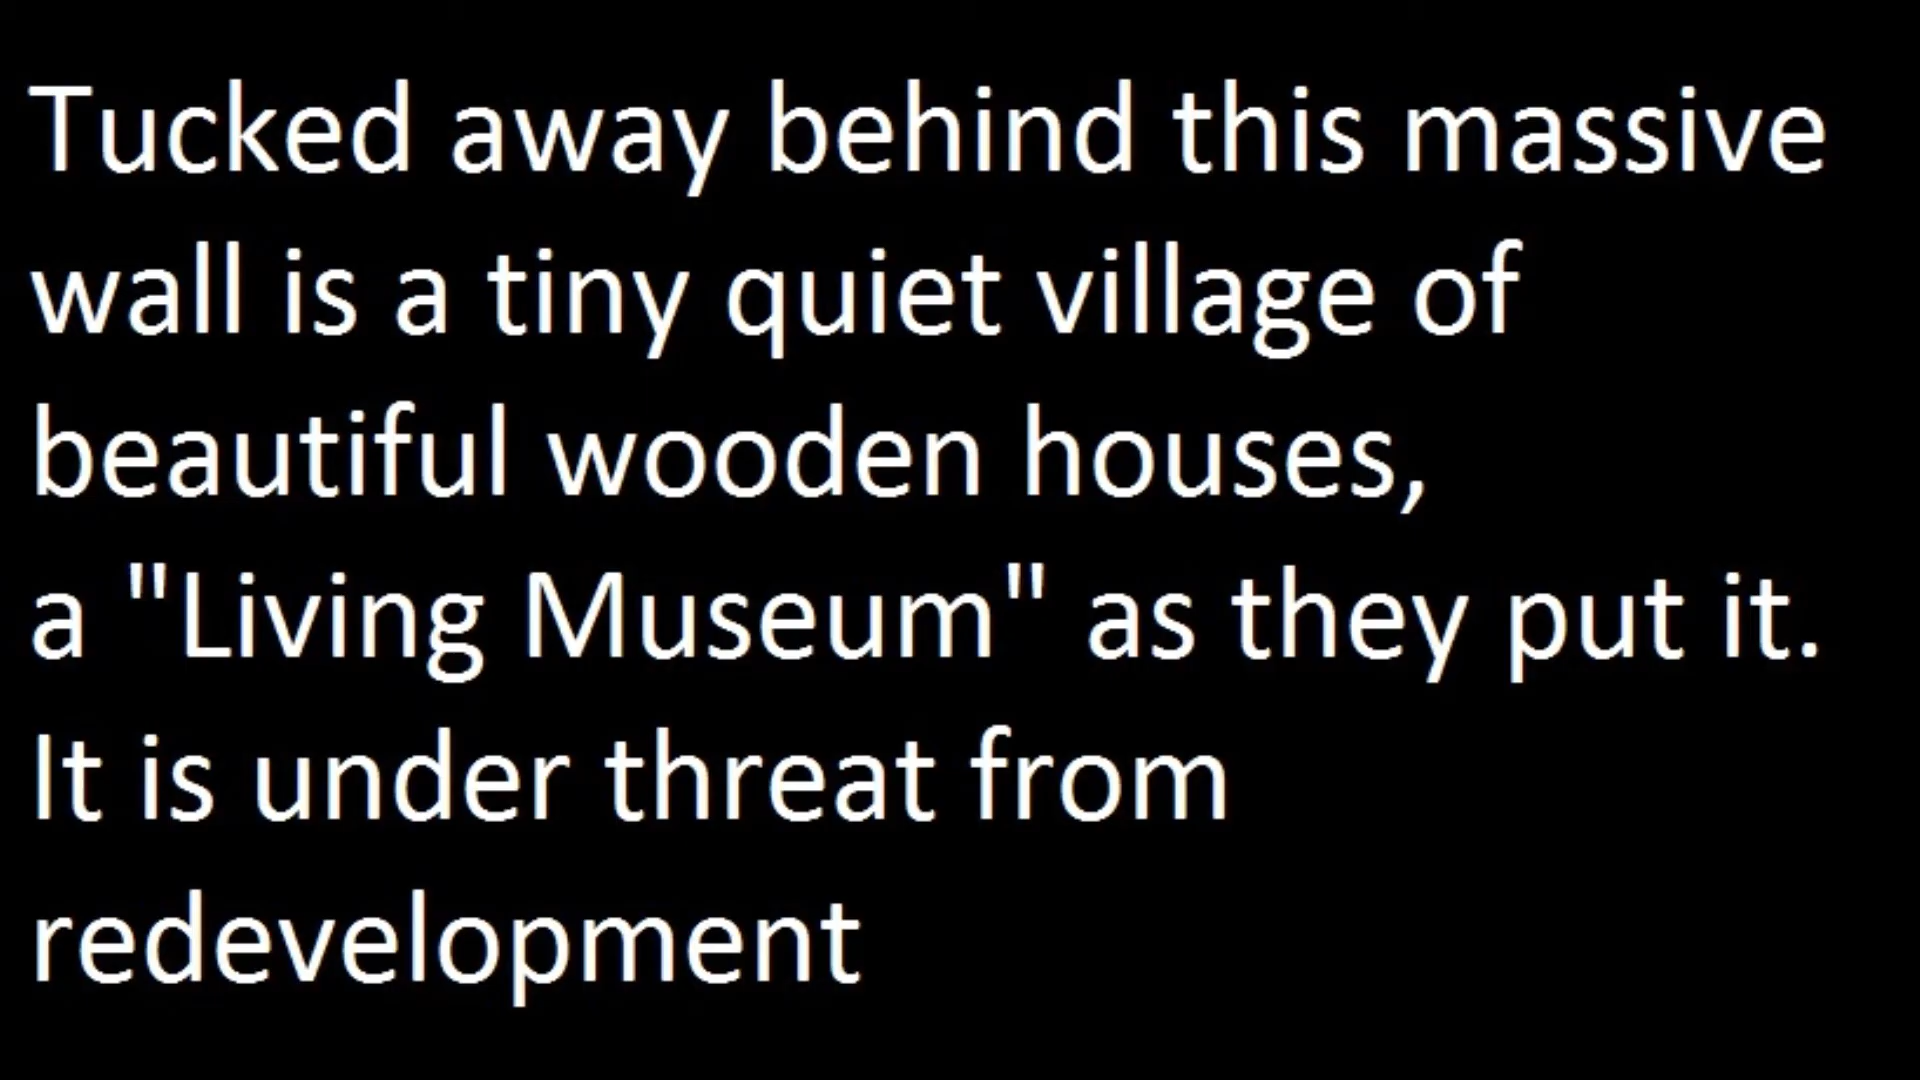 Tucked away behind this massive
wall is a tiny quiet village of
beautiful wooden houses,
a "Living Museum" as they put it.
It is under threat from
redevelopment